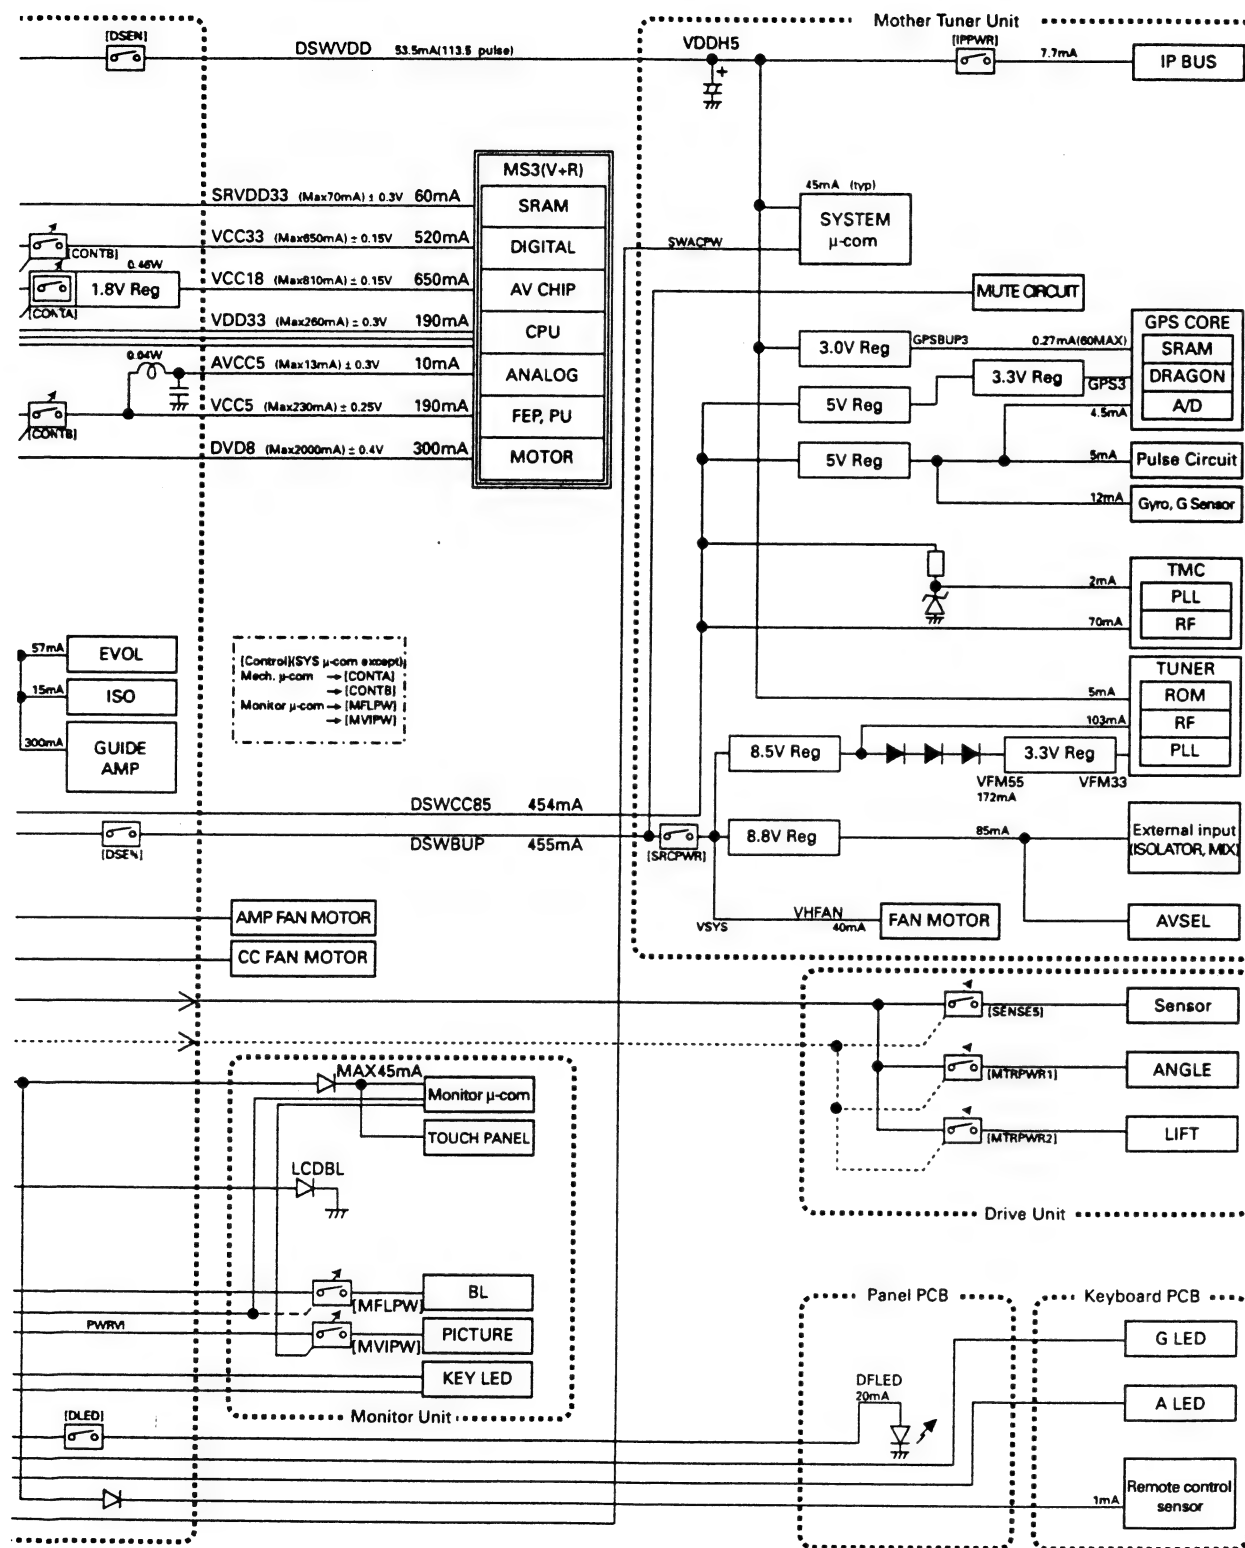 Mother Tuner Unit
[DSEN]
DSWVDD 53.5mA(113.5 pulse)
VDDH5
[IPPWR]
7.7mA
IP BUS
+
MS3(V+R)
SRVDD33 (Max70mA) ± 0.3V 60mA
SRAM
45mA (typ)
SYSTEM
μ-com
VCC33 (Max650mA) ± 0.15V 520mA
DIGITAL
SWACPW
[CONTB]
0.46W
1.8V Reg
VCC18 (Max810mA) ± 0.15V 650mA
AV CHIP
MUTE CIRCUIT
[CONTA]
VDD33 (Max260mA) ± 0.3V 190mA
CPU
GPS CORE
3.0V Reg
GPSBUP3
0.27mA(60MAX)
SRAM
0.04W
AVCC5 (Max13mA) ± 0.3V 10mA
ANALOG
3.3V Reg
GPS3
DRAGON
VCC5 (Max230mA) ± 0.25V 190mA
FEP, PU
5V Reg
4.5mA
A/D
[CONTB]
DVD8 (Max2000mA) ± 0.4V 300mA
MOTOR
5V Reg
5mA
Pulse Circuit
12mA
Gyro, G Sensor
TMC
2mA
PLL
70mA
RF
57mA
EVOL
15mA
ISO
300mA
GUIDE
AMP
[Control](SYS μ-com except)
Mech. μ-com → [CONTA]
→ [CONTB]
Monitor μ-com → [MFLPW]
→ [MVIPW]
TUNER
5mA
ROM
103mA
RF
8.5V Reg
3.3V Reg
PLL
VFM55
172mA
VFM33
DSWCC85 454mA
[DSEN]
DSWBUP 455mA
[SRCPWR]
8.8V Reg
85mA
External input
(ISOLATOR, MIX)
AMP FAN MOTOR
VSYS
VHFAN
40mA
FAN MOTOR
AVSEL
CC FAN MOTOR
[SENSE5]
Sensor
MAX45mA
Monitor μ-com
[MTRPWR1]
ANGLE
TOUCH PANEL
[MTRPWR2]
LIFT
LCDBL
Drive Unit
BL
[MFLPW]
Panel PCB
Keyboard PCB
PWRVI
PICTURE
[MVIPW]
G LED
KEY LED
DFLED
20mA
A LED
Monitor Unit
[DLED]
1mA
Remote control
sensor